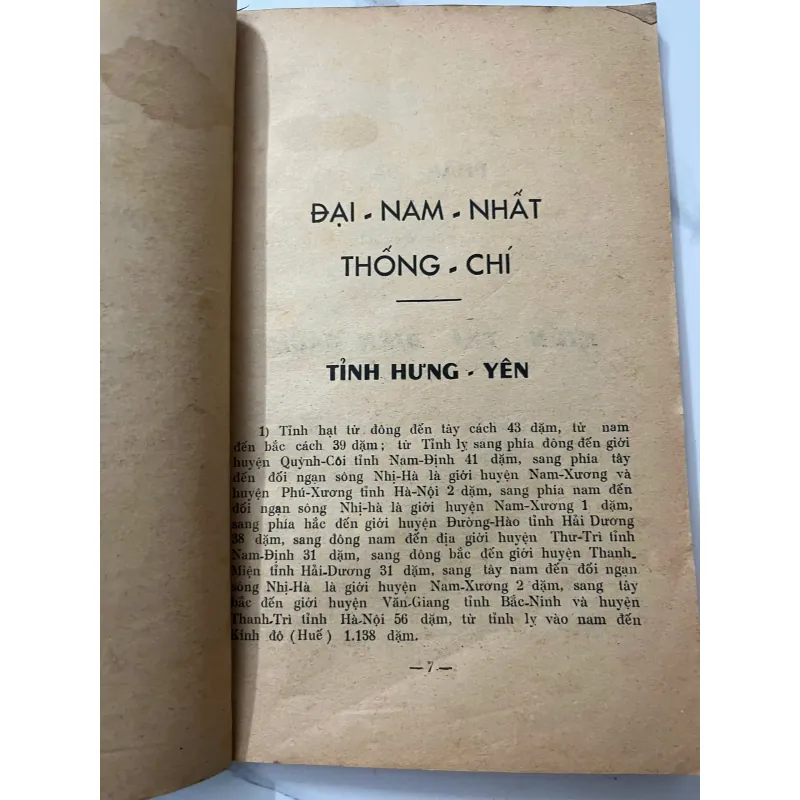 ĐẠI - NAM - NHẤT
THỐNG - CHÍ
TỈNH HƯNG - YÊN
1) Tỉnh hạt từ đông đến tày cách 43 dặm, từ nam
đến bắc cách 39 dặm; từ Tỉnh lỵ sang phía đông đến giới
huyện Quỳnh-Côi tỉnh Nam-Định 41 dặm, sang phía tây
đến đối ngạn sông Nhị-Hà là giới huyện Nam-Xương và
huyện Phú-Xương tỉnh Hà-Nội 2 dặm, sang phía nam đến
đối ngạn sông Nhị-hà là giới huyện Nam-Xương 1 dặm,
sang phía hắc đến giới huyện Đường-Hào tỉnh Hải Dương
38 dặm, sang đông nam đến địa giới huyện Thư-Trì tỉnh
Nam-Định 31 dặm, sang đông bắc đến giới huyện Thanh-
Miện tỉnh Hải-Dương 31 dặm, sang tây nam đến đối ngạn
sông Nhị-Hà là giới huyện Nam-Xương 2 dặm, sang tây
bắc đến giới huyện Văn-Giang tỉnh Bắc-Ninh và huyện
Thanh-Trì tỉnh Hà-Nội 56 dặm, từ tỉnh lỵ vào nam đến
Kinh đô (Huế) 1.138 dặm.
— 7 —